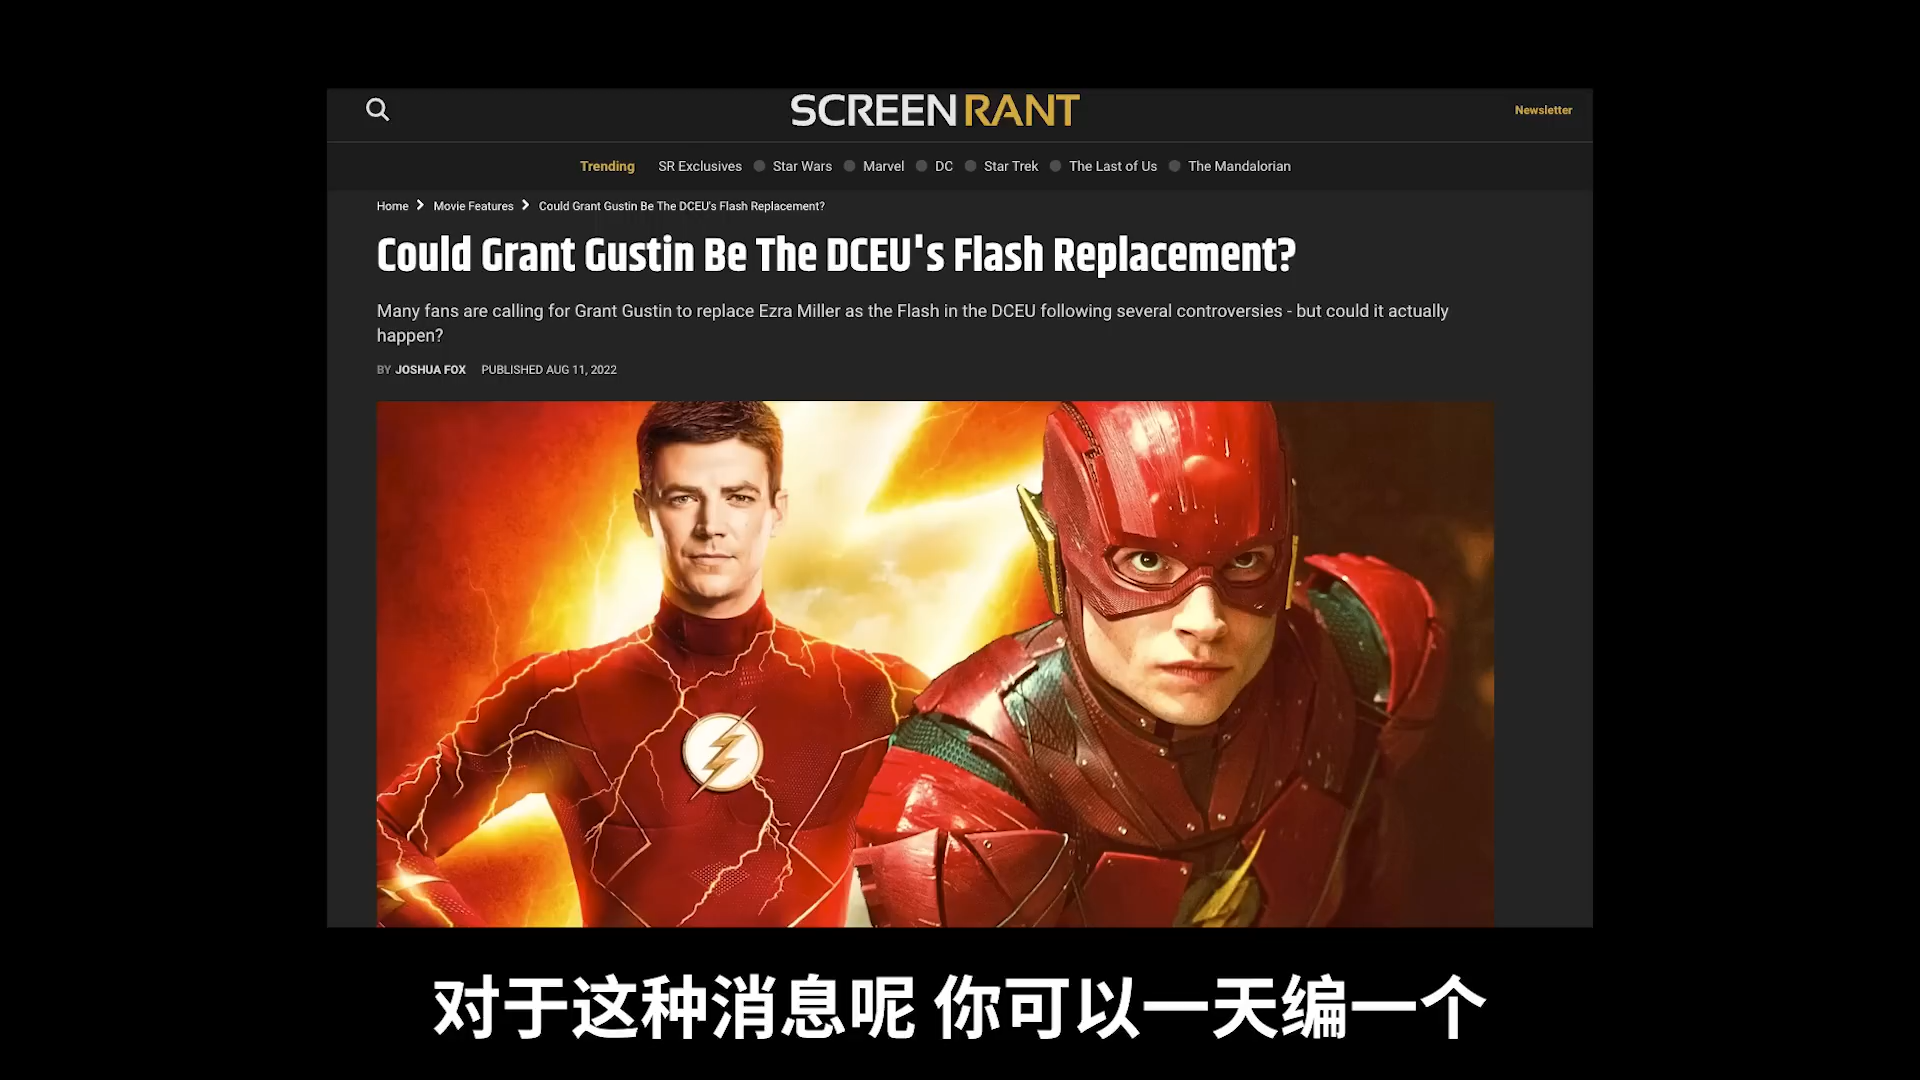 SCREENRANT
Newsletter
Trending SR Exclusives Star Wars Marvel DC Star Trek The Last of Us The Mandalorian
Home > Movie Features > Could Grant Gustin Be The DCEU's Flash Replacement?
Could Grant Gustin Be The DCEU's Flash Replacement?
Many fans are calling for Grant Gustin to replace Ezra Miller as the Flash in the DCEU following several controversies - but could it actually
happen?
BY JOSHUA FOX PUBLISHED AUG 11, 2022
对于这种消息呢 你可以一天编一个